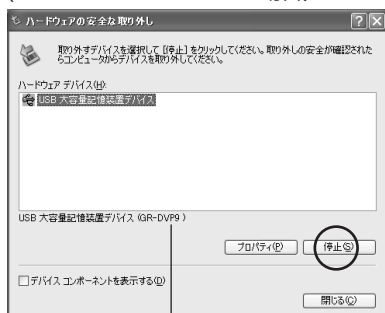 ハードウェアの安全な取り外し
取り外すデバイスを選択して [停止] をクリックしてください。取り外しの安全が確認された
らコンピュータからデバイスを取り外してください。
ハードウェア デバイス(H):
USB 大容量記憶装置デバイス
USB 大容量記憶装置デバイス (GR-DVP9 )
プロパティ(P)
停止(S)
デバイス コンポーネントを表示する(D)
閉じる(C)